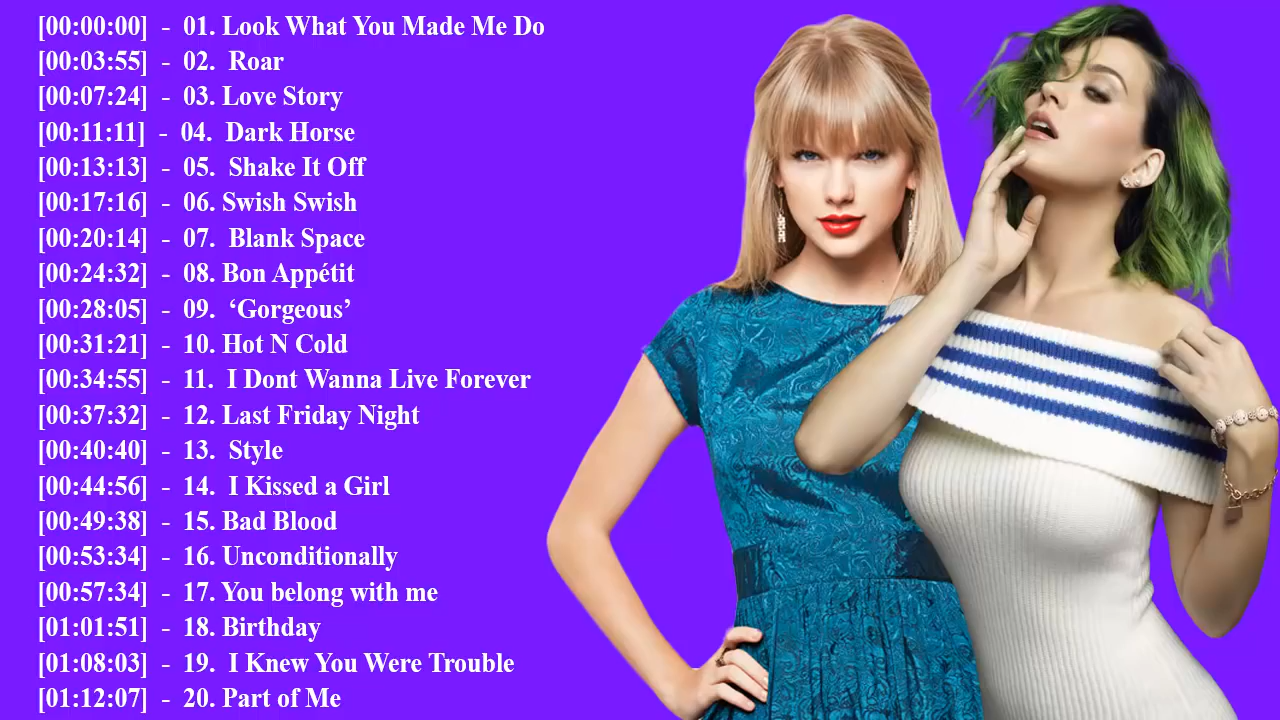 [00:00:00] - 01. Look What You Made Me Do
[00:03:55] - 02. Roar
[00:07:24] - 03. Love Story
[00:11:11] - 04. Dark Horse
[00:13:13] - 05. Shake It Off
[00:17:16] - 06. Swish Swish
[00:20:14] - 07. Blank Space
[00:24:32] - 08. Bon Appétit
[00:28:05] - 09. ‘Gorgeous’
[00:31:21] - 10. Hot N Cold
[00:34:55] - 11. I Dont Wanna Live Forever
[00:37:32] - 12. Last Friday Night
[00:40:40] - 13. Style
[00:44:56] - 14. I Kissed a Girl
[00:49:38] - 15. Bad Blood
[00:53:34] - 16. Unconditionally
[00:57:34] - 17. You belong with me
[01:01:51] - 18. Birthday
[01:08:03] - 19. I Knew You Were Trouble
[01:12:07] - 20. Part of Me